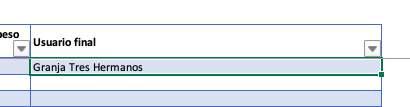 peso
Usuario final
Granja Tres Hermanos